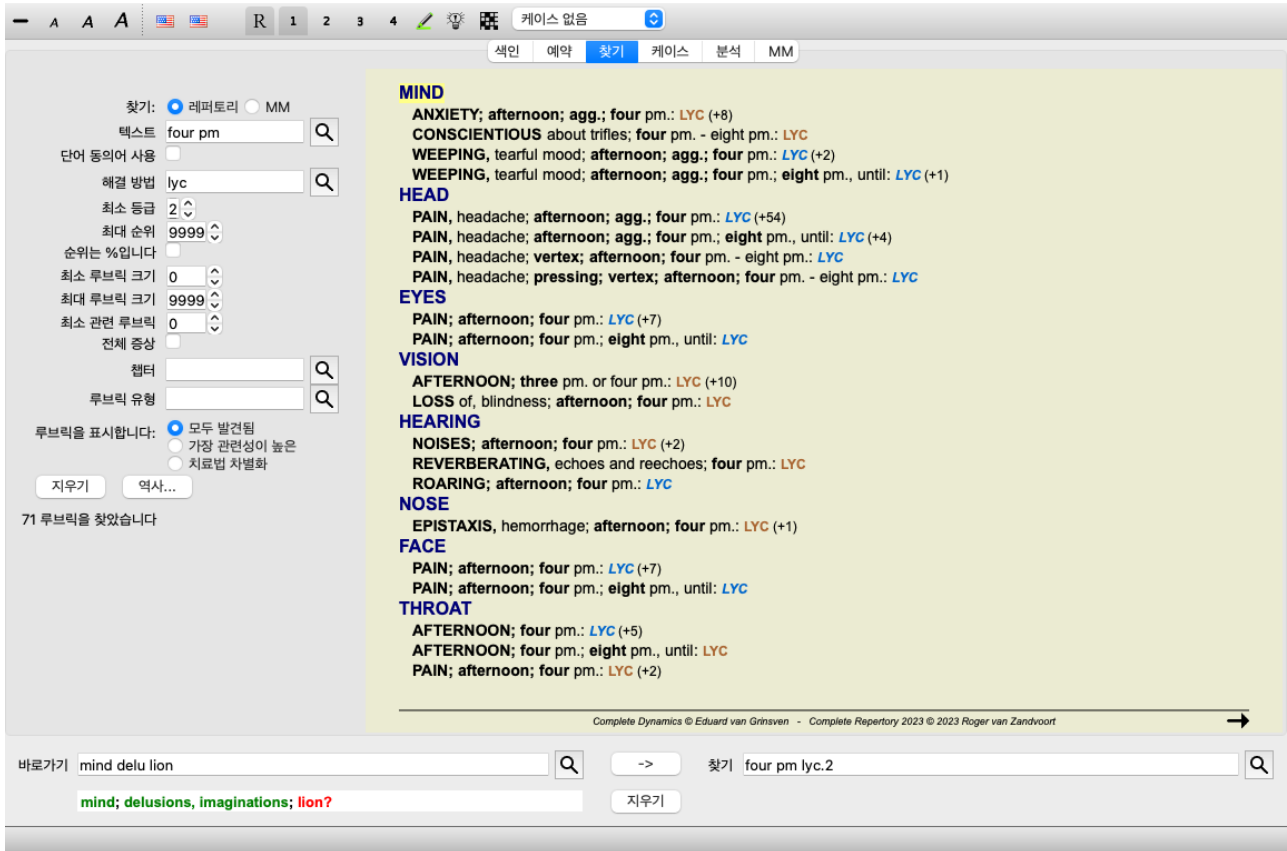 A A A R 1 2 3 4 케이스 없음
색인 예약 찾기 케이스 분석 MM
찾기: 레퍼토리 MM
텍스트 four pm
단어 동의어 사용
해결 방법 lyc
최소 등급 2
최대 순위 9999
순위는 %입니다
최소 루브릭 크기 0
최대 루브릭 크기 9999
최소 관련 루브릭 0
전체 증상
챕터
루브릭 유형
루브릭을 표시합니다: 모두 발견됨
가장 관련성이 높은
치료법 차별화
지우기 역사...
71 루브릭을 찾았습니다
MIND
ANXIETY; afternoon; agg.; four pm.: LYC (+8)
CONSCIENTIOUS about trifles; four pm. - eight pm.: LYC
WEEPING, tearful mood; afternoon; agg.; four pm.: LYC (+2)
WEEPING, tearful mood; afternoon; agg.; four pm.; eight pm., until: LYC (+1)
HEAD
PAIN, headache; afternoon; agg.; four pm.: LYC (+54)
PAIN, headache; afternoon; agg.; four pm.; eight pm., until: LYC (+4)
PAIN, headache; vertex; afternoon; four pm. - eight pm.: LYC
PAIN, headache; pressing; vertex; afternoon; four pm. - eight pm.: LYC
EYES
PAIN; afternoon; four pm.: LYC (+7)
PAIN; afternoon; four pm.; eight pm., until: LYC
VISION
AFTERNOON; three pm. or four pm.: LYC (+10)
LOSS of, blindness; afternoon; four pm.: LYC
HEARING
NOISES; afternoon; four pm.: LYC (+2)
REVERBERATING, echoes and reechoes; four pm.: LYC
ROARING; afternoon; four pm.: LYC
NOSE
EPISTAXIS, hemorrhage; afternoon; four pm.: LYC (+1)
FACE
PAIN; afternoon; four pm.: LYC (+7)
PAIN; afternoon; four pm.; eight pm., until: LYC
THROAT
AFTERNOON; four pm.: LYC (+5)
AFTERNOON; four pm.; eight pm., until: LYC
PAIN; afternoon; four pm.: LYC (+2)
Complete Dynamics © Eduard van Grinsven - Complete Repertory 2023 © 2023 Roger van Zandvoort
바로가기 mind delu lion -> 찾기 four pm lyc.2
mind; delusions, imaginations; lion? 지우기